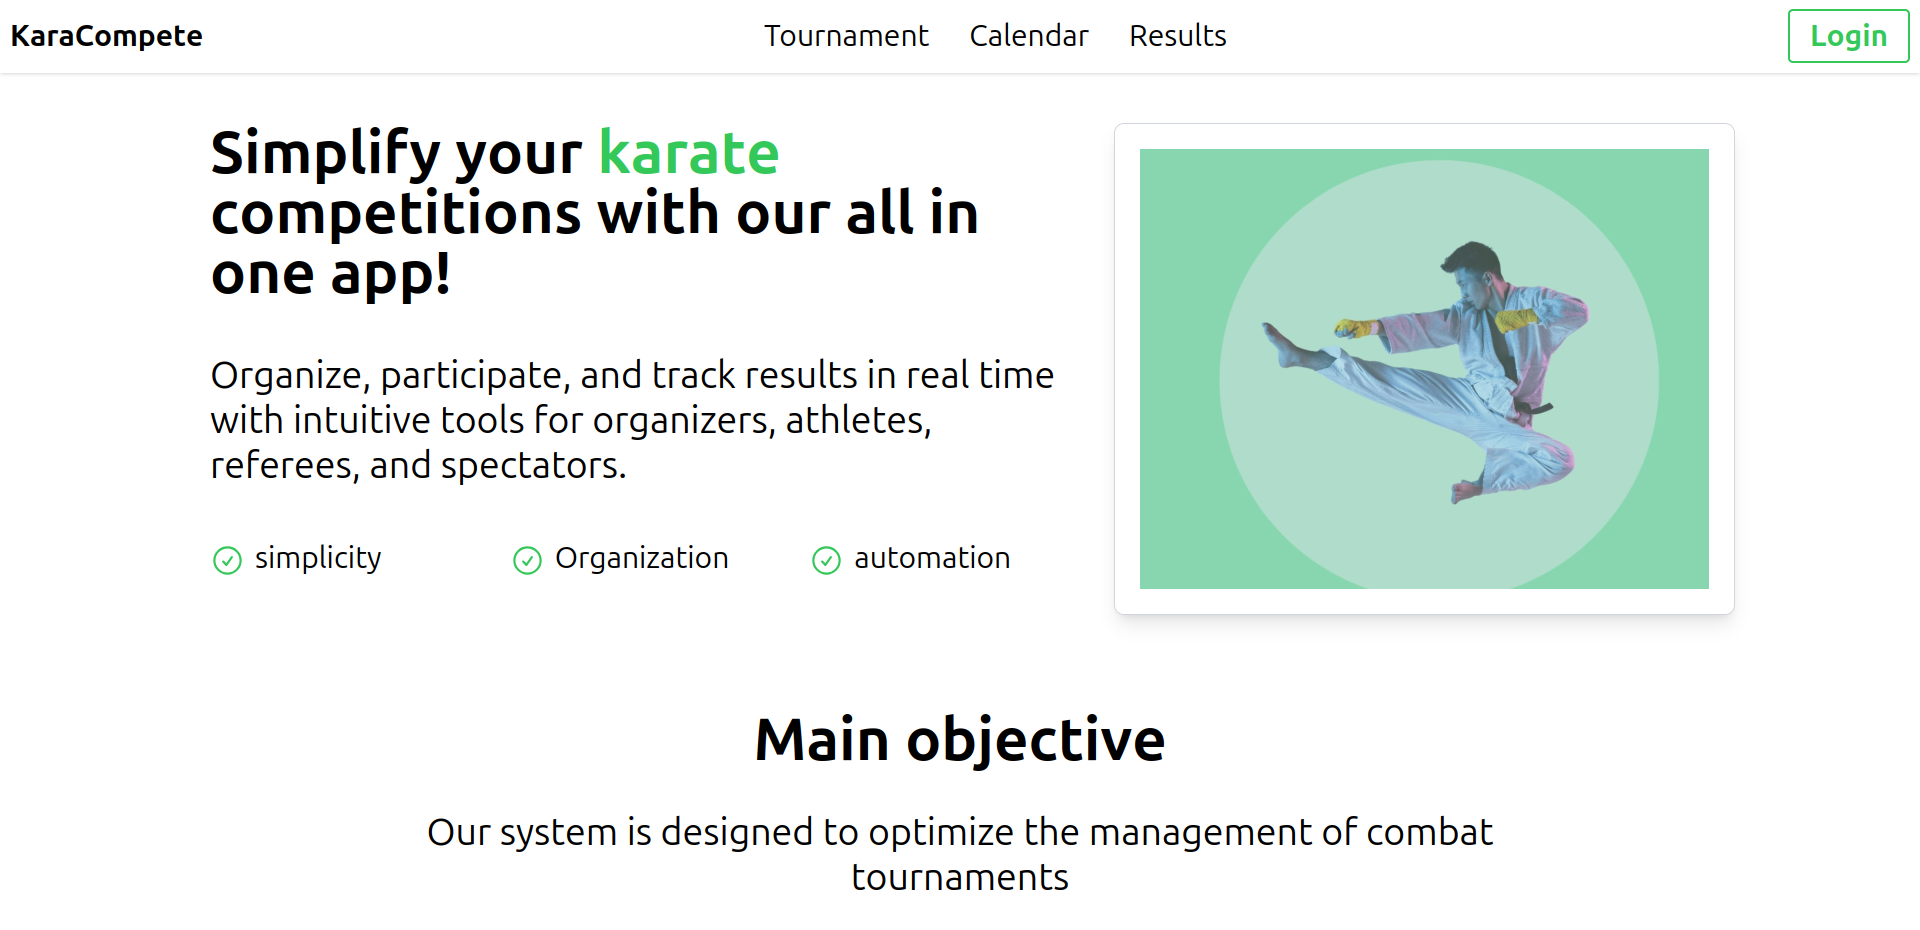 KaraCompete
Tournament Calendar Results
Login
Simplify your karate
competitions with our all in
one app!
Organize, participate, and track results in real time
with intuitive tools for organizers, athletes,
referees, and spectators.
simplicity
Organization
automation
Main objective
Our system is designed to optimize the management of combat
tournaments